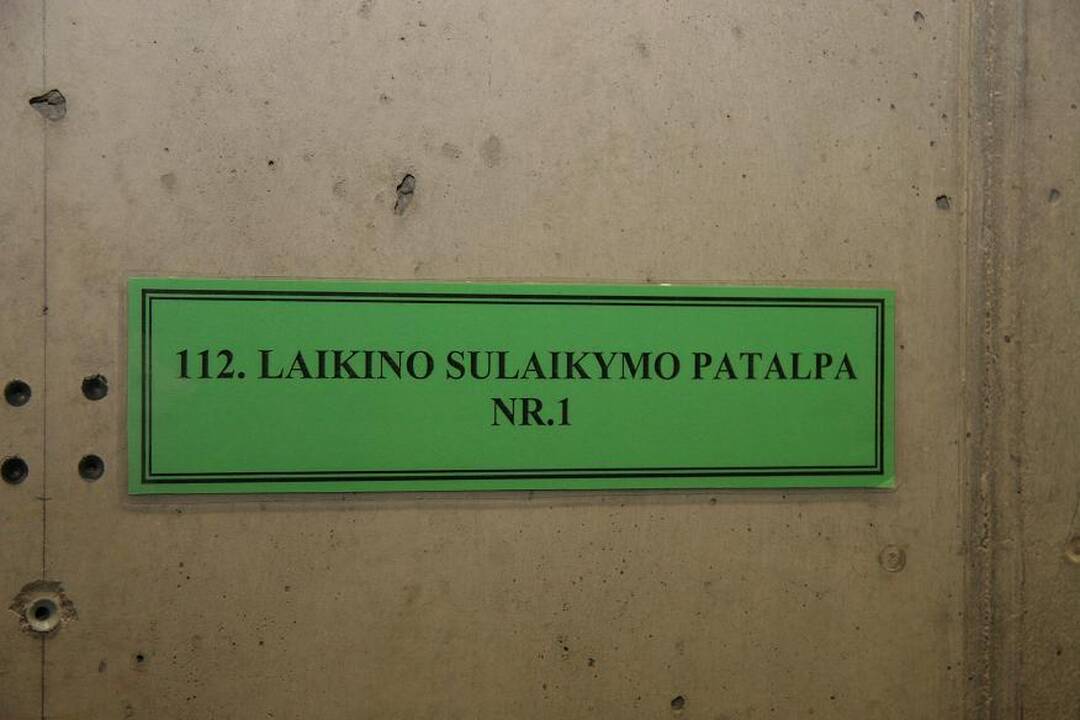 112. LAIKINO SULAIKYMO PATALPA
NR.1